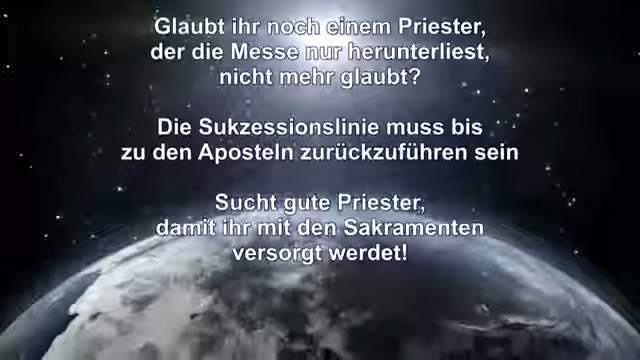 Glaubt ihr noch einem Priester,
der die Messe nur herunterliest,
nicht mehr glaubt?
Die Sukzessionslinie muss bis
zu den Aposteln zurückzuführen sein
Sucht gute Priester,
damit ihr mit den Sakramenten
versorgt werdet!